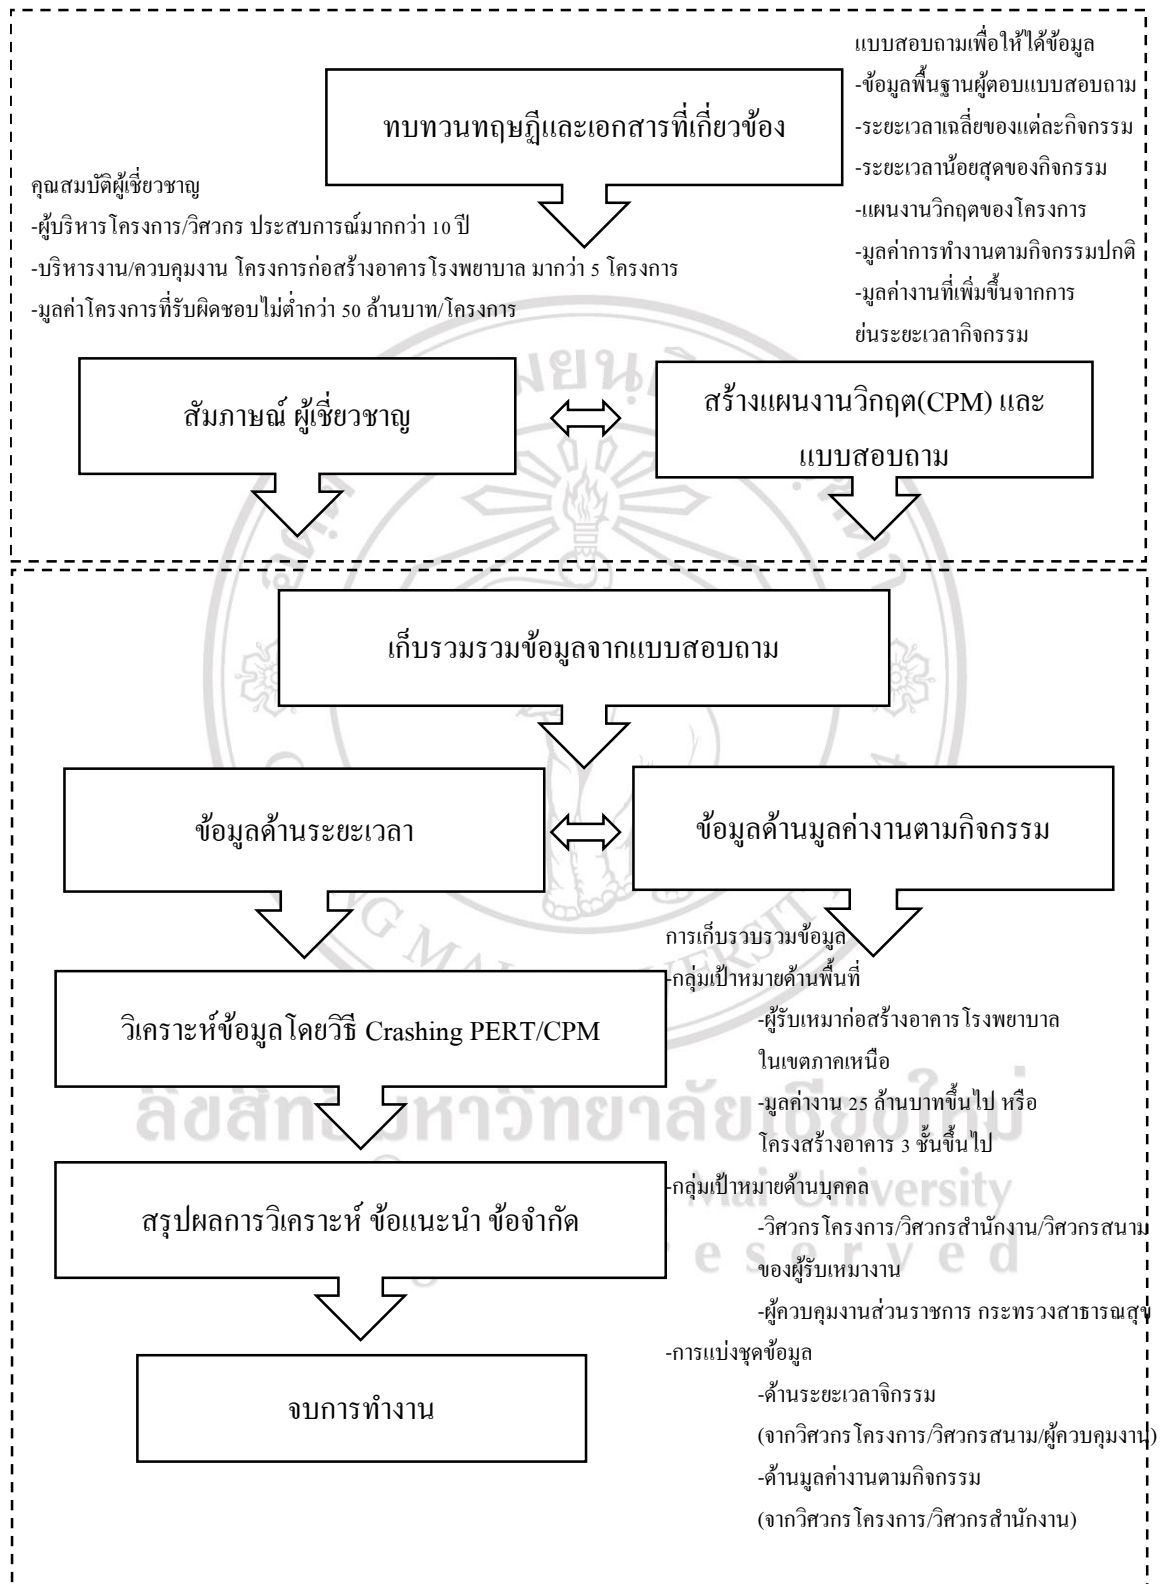 แบบสอบถามเพื่อให้ได้ข้อมูล
-ข้อมูลพื้นฐานผู้ตอบแบบสอบถาม
-ระยะเวลาเฉลี่ยของแต่ละกิจกรรม
-ระยะเวลาน้อยสุดของกิจกรรม
-แผนงานวิกฤตของโครงการ
-มูลค่าการทำงานตามกิจกรรมปกติ
-มูลค่างานที่เพิ่มขึ้นจากการ
ย่นระยะเวลากิจกรรม
ทบทวนทฤษฎีและเอกสารที่เกี่ยวข้อง
คุณสมบัติผู้เชี่ยวชาญ
-ผู้บริหารโครงการ/วิศวกร ประสบการณ์มากกว่า 10 ปี
-บริหารงาน/ควบคุมงาน โครงการก่อสร้างอาคารโรงพยาบาล มากว่า 5 โครงการ
-มูลค่าโครงการที่รับผิดชอบไม่ต่ำกว่า 50 ล้านบาท/โครงการ
สัมภาษณ์ ผู้เชี่ยวชาญ
สร้างแผนงานวิกฤต(CPM) และ
แบบสอบถาม
เก็บรวมรวมข้อมูลจากแบบสอบถาม
ข้อมูลด้านระยะเวลา
ข้อมูลด้านมูลค่างานตามกิจกรรม
วิเคราะห์ข้อมูลโดยวิธี Crashing PERT/CPM
สรุปผลการวิเคราะห์ ข้อแนะนำ ข้อจำกัด
จบการทำงาน
การเก็บรวบรวมข้อมูล
-กลุ่มเป้าหมายด้านพื้นที่
-ผู้รับเหมาก่อสร้างอาคารโรงพยาบาล
ในเขตภาคเหนือ
-มูลค่างาน 25 ล้านบาทขึ้นไป หรือ
โครงสร้างอาคาร 3 ชั้นขึ้นไป
-กลุ่มเป้าหมายด้านบุคคล
-วิศวกรโครงการ/วิศวกรสำนักงาน/วิศวกรสนาม
ของผู้รับเหมางาน
-ผู้ควบคุมงานส่วนราชการ กระทรวงสาธารณสุข
-การแบ่งชุดข้อมูล
-ด้านระยะเวลาจิกรรม
(จากวิศวกรโครงการ/วิศวกรสนาม/ผู้ควบคุมงาน)
-ด้านมูลค่างานตามกิจกรรม
(จากวิศวกรโครงการ/วิศวกรสำนักงาน)
ลิขสิทธิ์มหาวิทยาลัยเชียงใหม่
Mai University
reserved